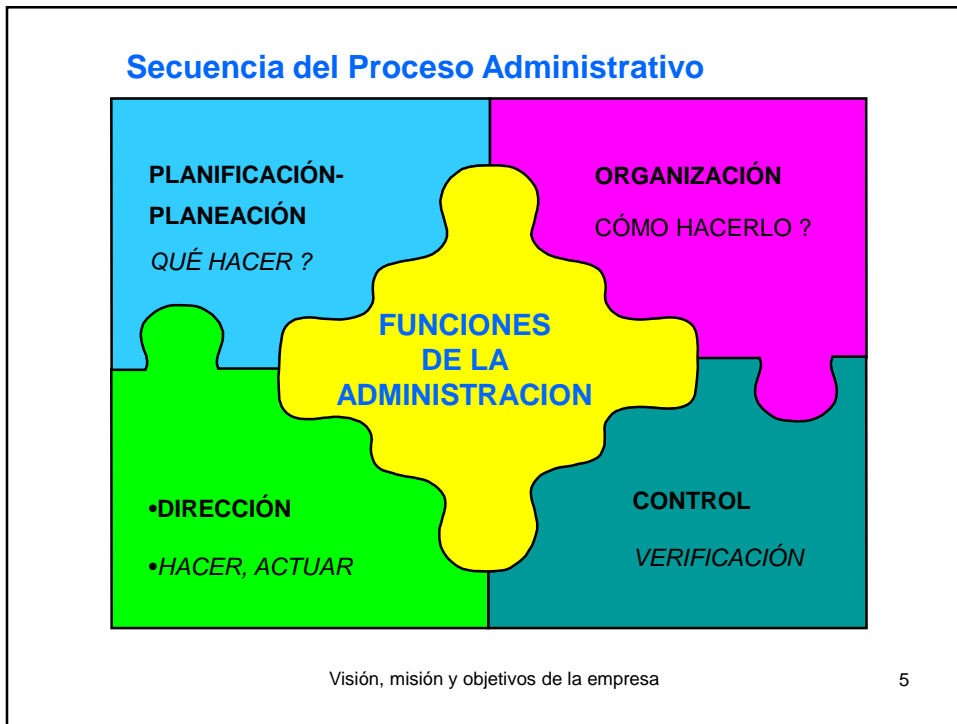 Secuencia del Proceso Administrativo
PLANIFICACIÓN-
PLANEACIÓN
QUÉ HACER ?
ORGANIZACIÓN
CÓMO HACERLO ?
FUNCIONES
DE LA
ADMINISTRACION
•DIRECCIÓN
•HACER, ACTUAR
CONTROL
VERIFICACIÓN
Visión, misión y objetivos de la empresa
5